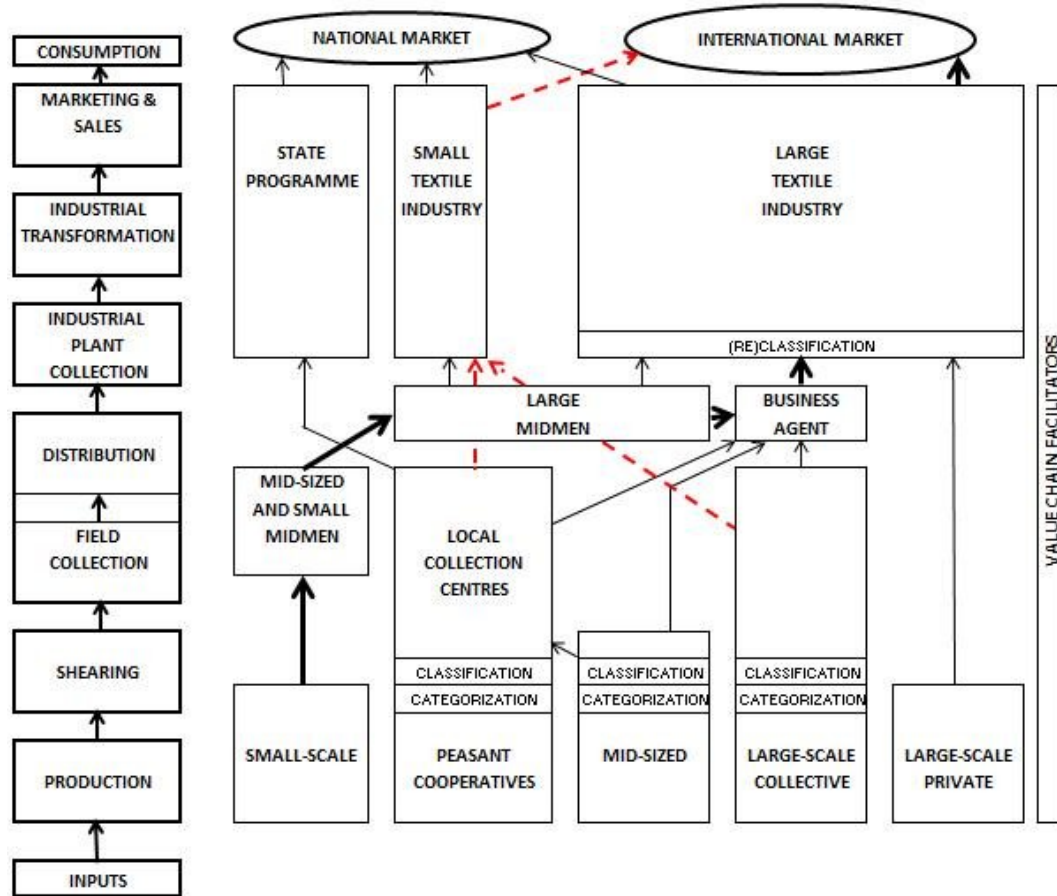 CONSUMPTION
MARKETING &
SALES
INDUSTRIAL
TRANSFORMATION
INDUSTRIAL
PLANT
COLLECTION
DISTRIBUTION
FIELD
COLLECTION
SHEARING
PRODUCTION
INPUTS
NATIONAL MARKET
INTERNATIONAL MARKET
STATE
PROGRAMME
SMALL
TEXTILE
INDUSTRY
LARGE
TEXTILE
INDUSTRY
(RE)CLASSIFICATION
LARGE
MIDMEN
BUSINESS
AGENT
MID-SIZED
AND SMALL
MIDMEN
LOCAL
COLLECTION
CENTRES
CLASSIFICATION
CATEGORIZATION
CLASSIFICATION
CATEGORIZATION
CLASSIFICATION
CATEGORIZATION
SMALL-SCALE
PEASANT
COOPERATIVES
MID-SIZED
LARGE-SCALE
COLLECTIVE
LARGE-SCALE
PRIVATE
VALUE CHAIN FACILITATORS